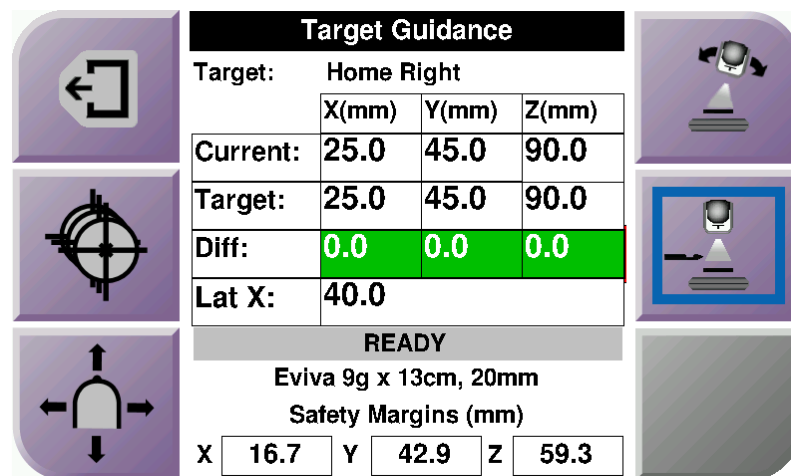 Target Guidance
Target: Home Right
X(mm) Y(mm) Z(mm)
Current: 25.0 45.0 90.0
Target: 25.0 45.0 90.0
Diff: 0.0 0.0 0.0
Lat X: 40.0
READY
Eviva 9g x 13cm, 20mm
Safety Margins (mm)
X 16.7 Y 42.9 Z 59.3